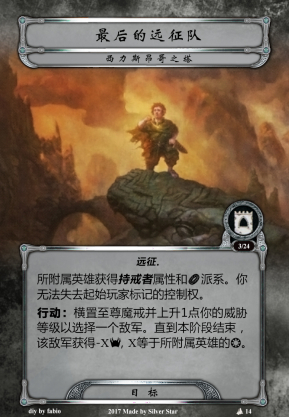 最后的远征队
西力斯昂哥之塔
3/24
远征.
所附属英雄获得持戒者属性和派系。你
无法失去起始玩家标记的控制权。
行动：横置至尊魔戒并上升1点你的威胁
等级以选择一个敌军。直到本阶段结束，
该敌军获得-X，X等于所附属英雄的。
目标
diy by fabio
2017 Made by Silver Star
14